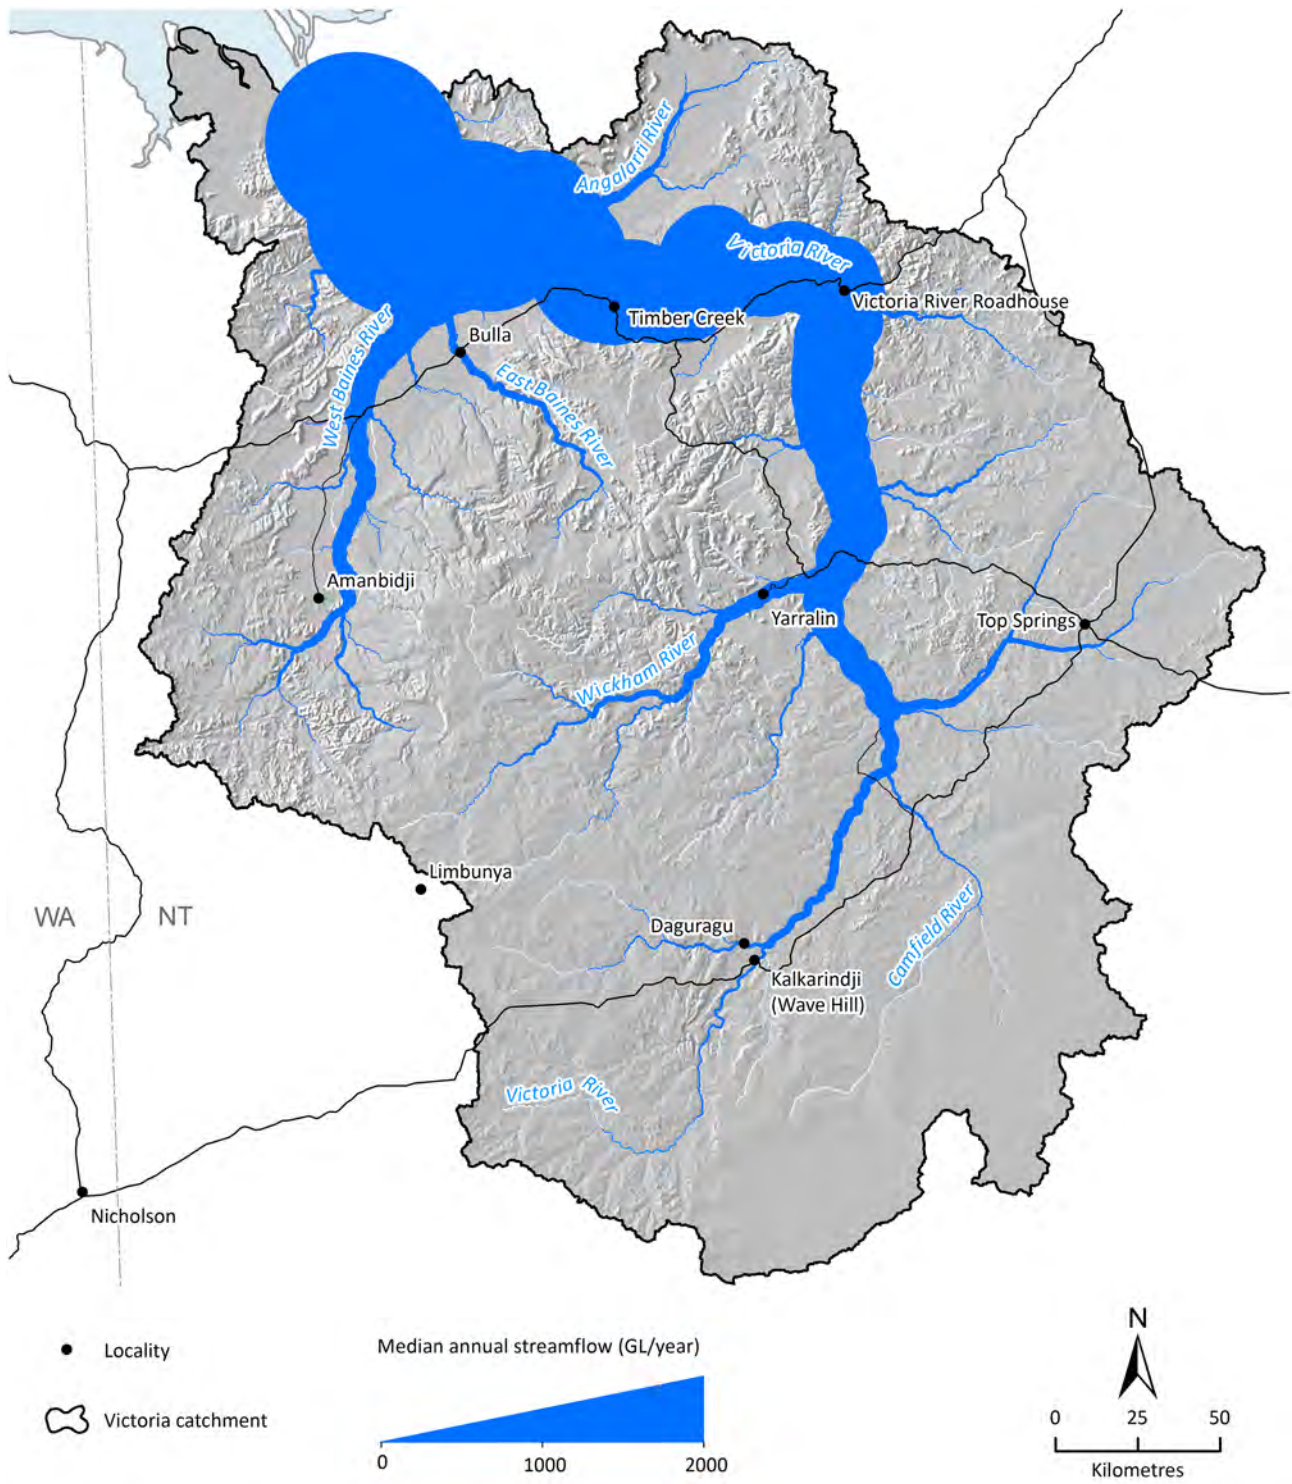 Angalarri River
Victoria River
Victoria River Roadhouse
Timber Creek
Bulla
West Baines River
East Baines River
Amanbidji
Yarralin
Top Springs
Wickham River
Limbunya
WA
NT
Daguragu
Camfield River
Kalkarindji
(Wave Hill)
Victoria River
Nicholson
Locality
Victoria catchment
Median annual streamflow (GL/year)
0
1000
2000
N
0
25
50
Kilometres